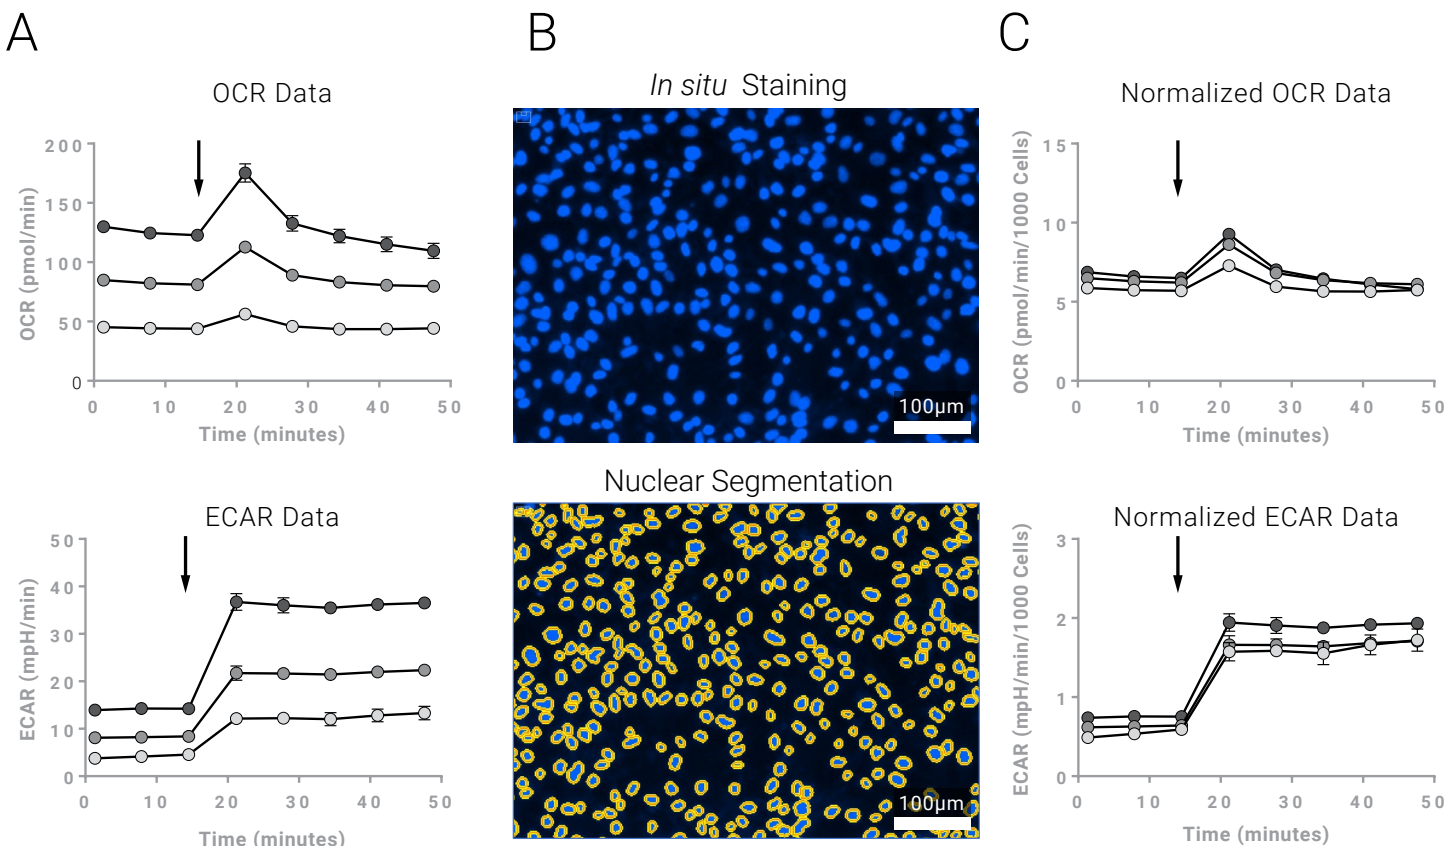 A
B
C
OCR Data
In situ Staining
Normalized OCR Data
OCR (pmol/min)
200
150
100
50
0
0 10 20 30 40 50
Time (minutes)
100µm
OCR (pmol/min/1000 Cells)
15
10
5
0
0 10 20 30 40 50
Time (minutes)
ECAR Data
Nuclear Segmentation
Normalized ECAR Data
ECAR (mpH/min)
50
40
30
20
10
0
0 10 20 30 40 50
Time (minutes)
100µm
ECAR (mpH/min/1000 Cells)
3
2
1
0
0 10 20 30 40 50
Time (minutes)